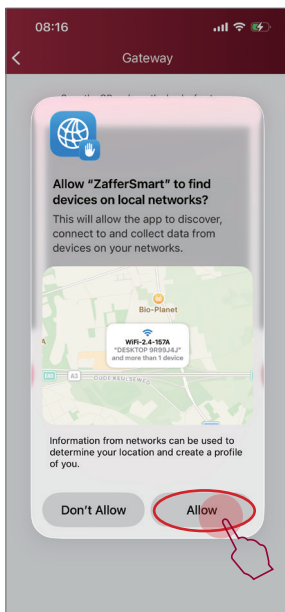 08:16
Gateway
Allow “ZafferSmart” to find
devices on local networks?
This will allow the app to discover,
connect to and collect data from
devices on your networks.
Bio-Planet
WiFi-2.4-157A
“DESKTOP 9R99J4J”
and more than 1 device
A3
OUDE KEULSEWEG
Information from networks can be used to
determine your location and create a profile
of you.
Don’t Allow
Allow